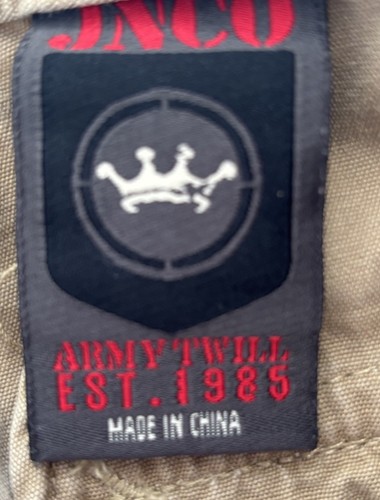 JNCO
ARMY TWILL
EST. 1985
MADE IN CHINA